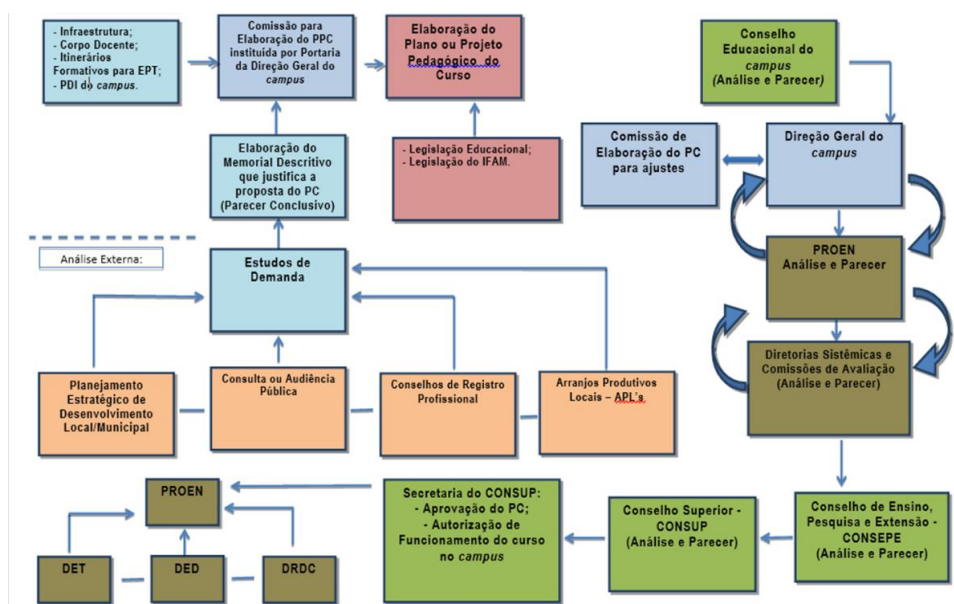 - Infraestrutura;
- Corpo Docente;
- Itinerários
Formativos para EPT;
- PDI do campus.
Comissão para
Elaboração do PPC
instituida por Portaria
da Direção Geral do
campus
Elaboração do
Plano ou Projeto
Pedagógico do
Curso
Conselho
Educacional do
campus
(Análise e Parecer)
Elaboração do
Memorial Descritivo
que justifica a
proposta do PC
(Parecer Conclusivo)
- Legislação Educacional;
- Legislação do IFAM.
Comissão de
Elaboração do PC
para ajustes
Direção Geral do
campus
Análise Externa:
Estudos de
Demanda
PROEN
Análise e Parecer
Planejamento
Estratégico de
Desenvolvimento
Local/Municipal
Consulta ou Audiência
Pública
Conselhos de Registro
Profissional
Arranjos Produtivos
Locais – APL's.
Diretorias Sistêmicas e
Comissões de Avaliação
(Análise e Parecer)
PROEN
DET
DED
DRDC
Secretaria do CONSUP:
- Aprovação do PC;
- Autorização de
Funcionamento do curso
no campus
Conselho Superior -
CONSUP
(Análise e Parecer)
Conselho de Ensino,
Pesquisa e Extensão -
CONSEPE
(Análise e Parecer)